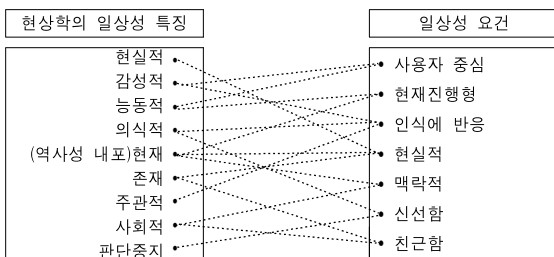 현상학의 일상성 특징
일상성 요건
현실적
감성적
능동적
의식적
(역사성 내포)현재
존재
주관적
사회적
판단중지
사용자 중심
현재진행형
인식에 반응
현실적
맥락적
신선함
친근함